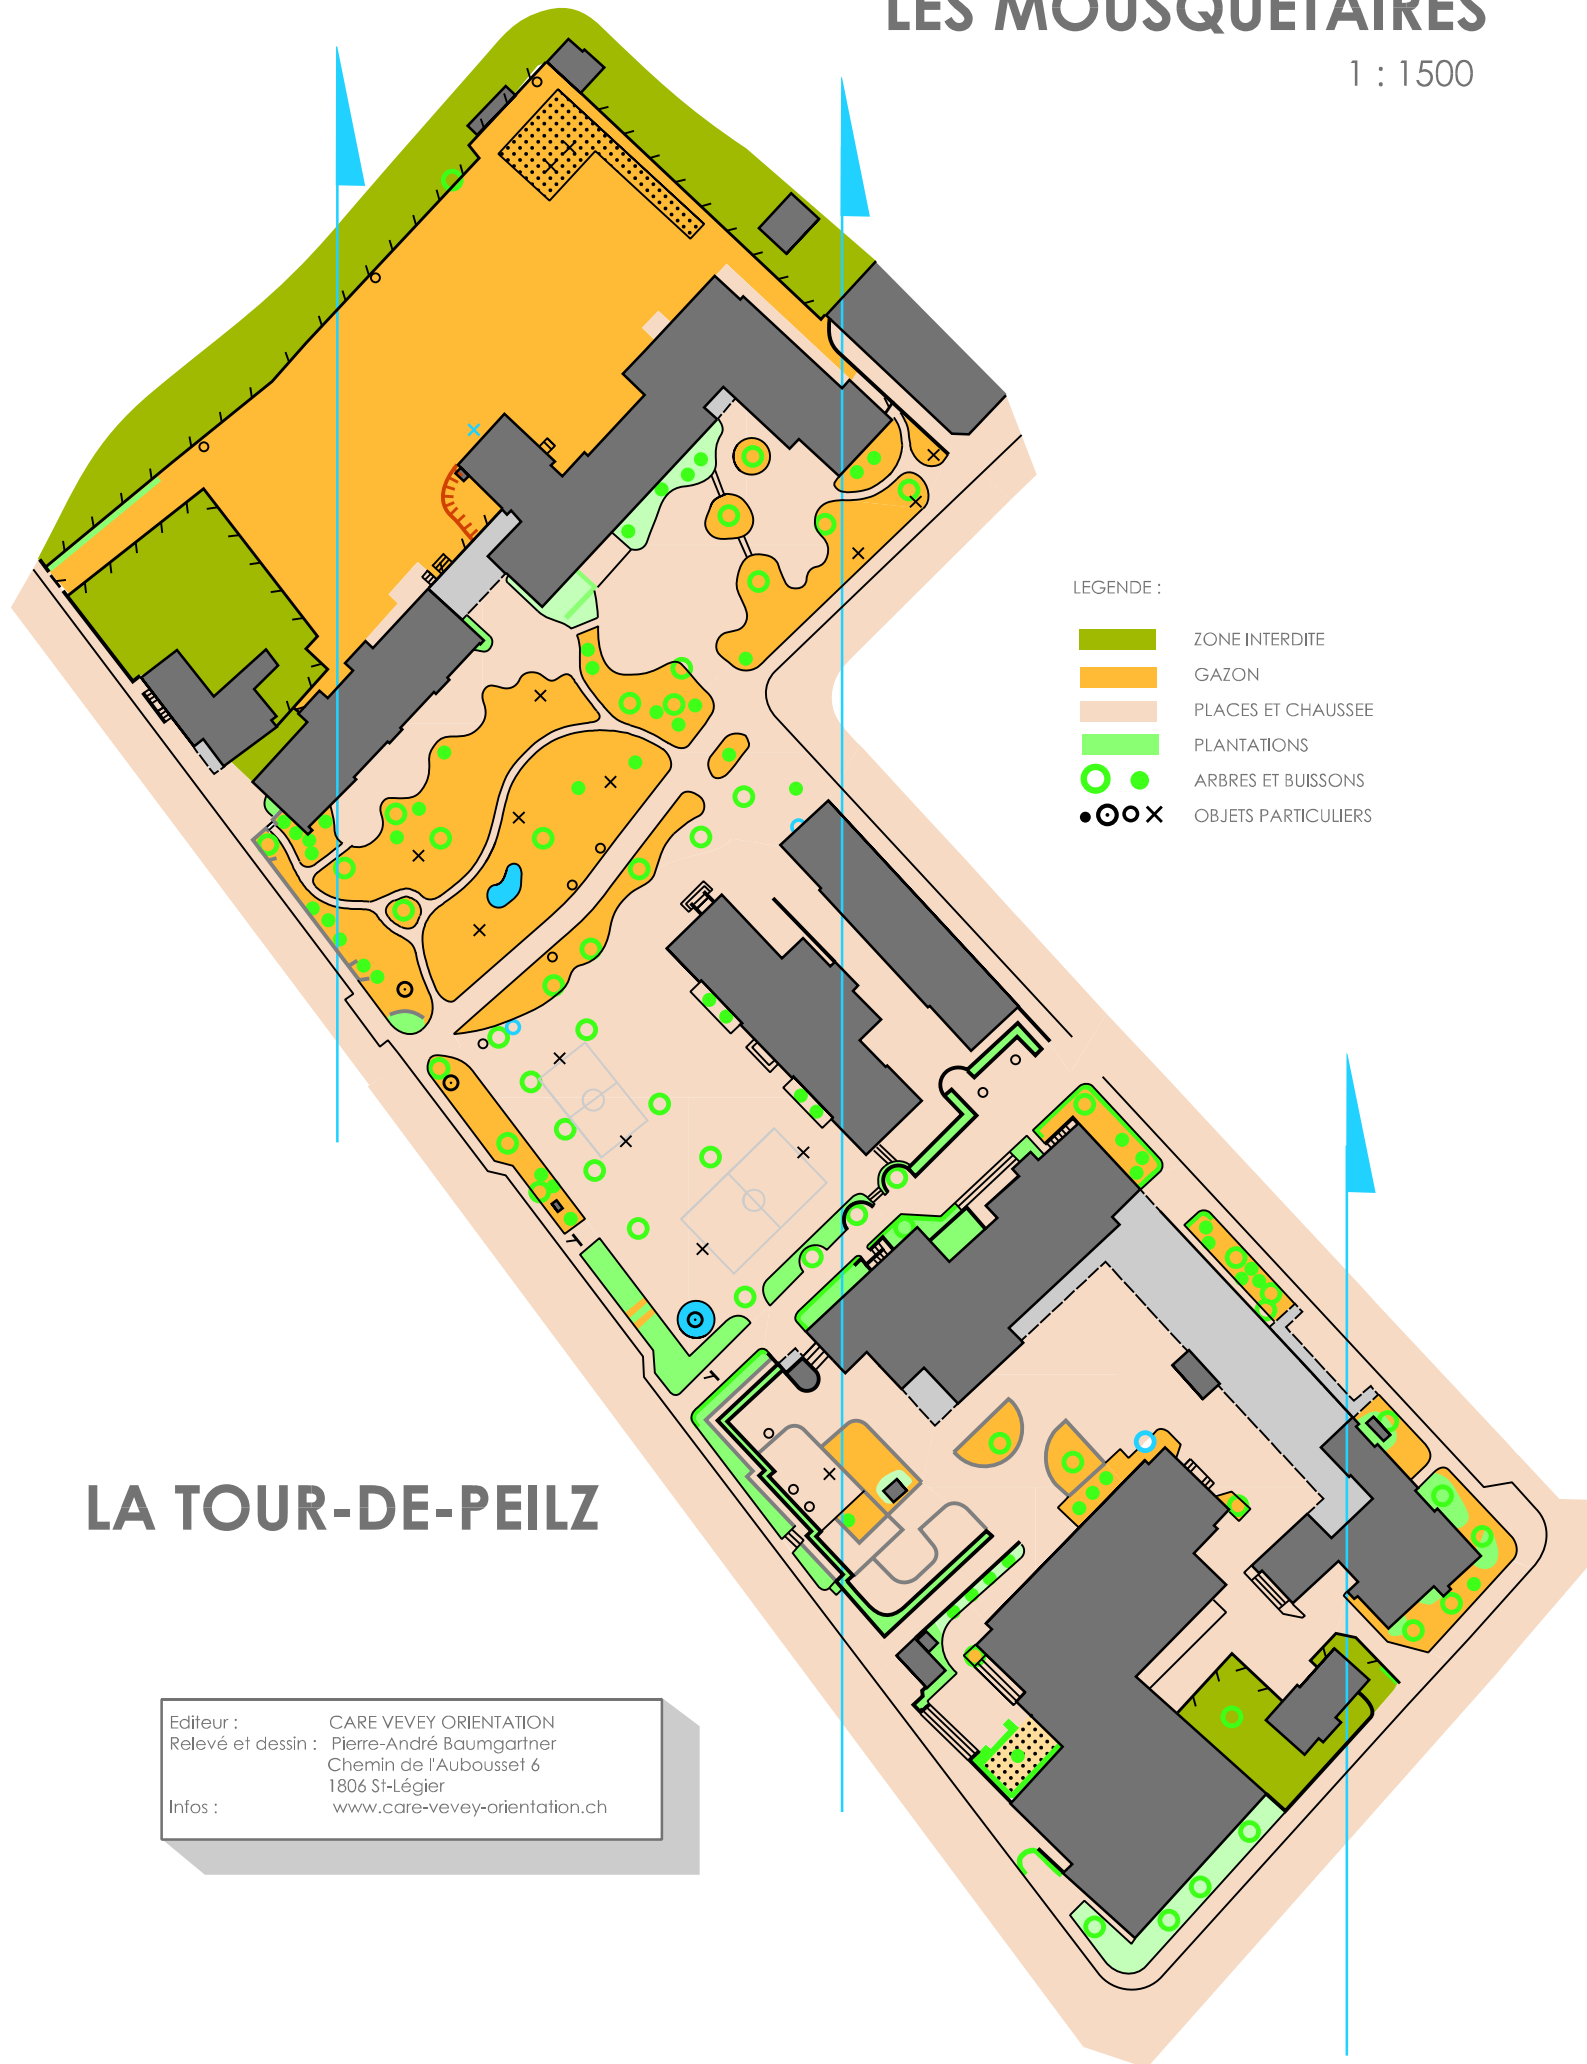 LES MOUSQUETAIRES
1 : 1500
LEGENDE :
ZONE INTERDITE
GAZON
PLACES ET CHAUSSEE
PLANTATIONS
ARBRES ET BUISSONS
OBJETS PARTICULIERS
LA TOUR-DE-PEILZ
Editeur : CARE VEVEY ORIENTATION
Relevé et dessin : Pierre-André Baumgartner
Chemin de l'Aubousset 6
1806 St-Légier
Infos : www.care-vevey-orientation.ch